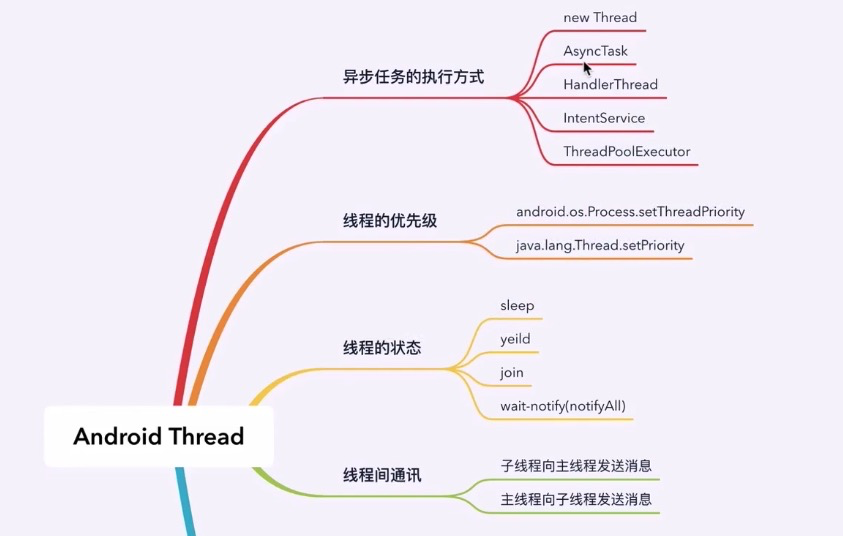 new Thread
AsyncTask
异步任务的执行方式
HandlerThread
IntentService
ThreadPoolExecutor
线程的优先级
android.os.Process.setThreadPriority
java.lang.Thread.setPriority
sleep
yeild
线程的状态
join
wait-notify(notifyAll)
Android Thread
子线程向主线程发送消息
线程间通讯
主线程向子线程发送消息